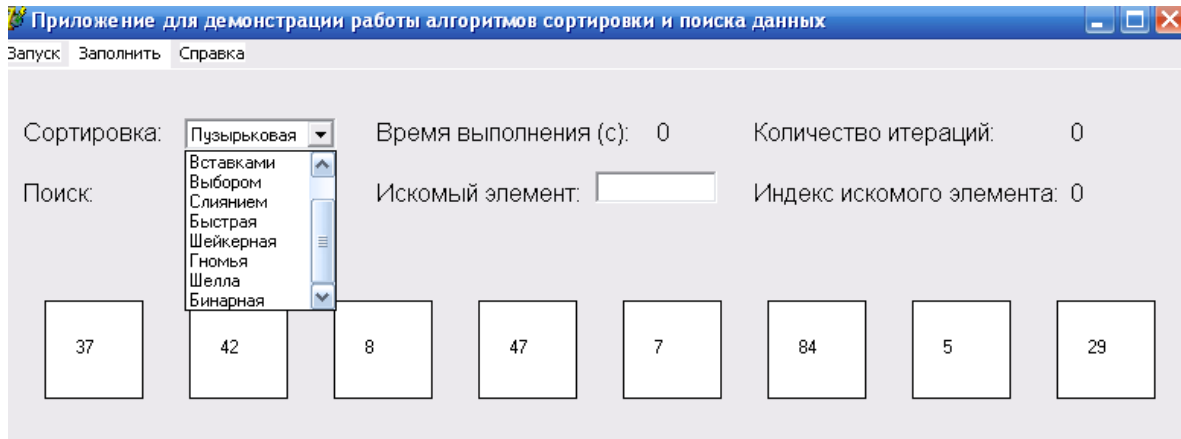 Приложение для демонстрации работы алгоритмов сортировки и поиска данных
Запуск Заполнить Справка
Сортировка: Пузырьковая Время выполнения (с): 0 Количество итераций: 0
Вставками
Выбором
Поиск: Искомый элемент: Индекс искомого элемента: 0
Слиянием
Быстрая
Шейкерная
Гномья
Шелла
Бинарная
37 42 8 47 7 84 5 29